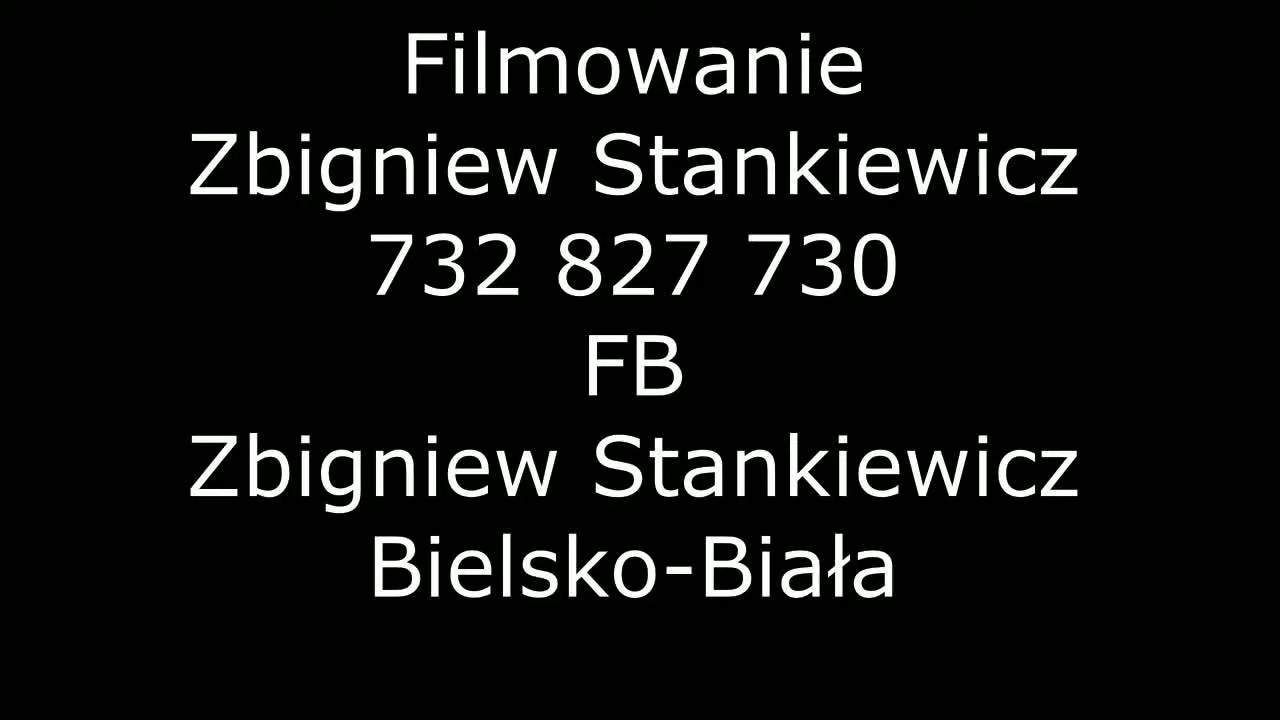 Filmowanie
Zbigniew Stankiewicz
732 827 730
FB
Zbigniew Stankiewicz
Bielsko-Biała